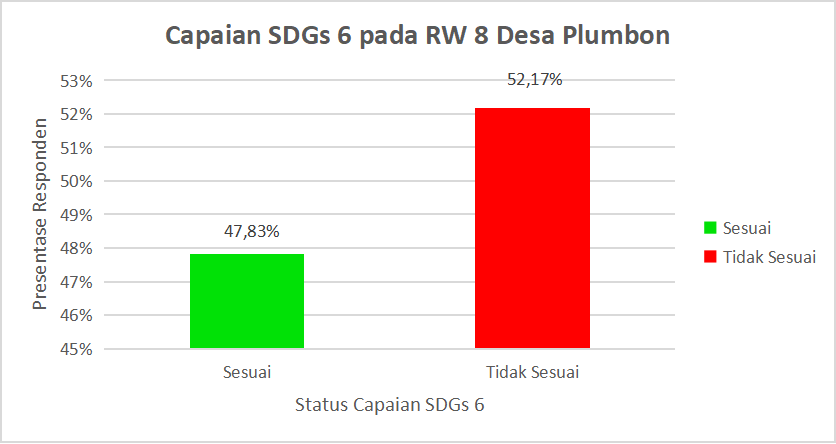 Capaian SDGs 6 pada RW 8 Desa Plumbon
Presentase Responden
53%
52%
51%
50%
49%
48%
47%
46%
45%
47,83%
52,17%
Sesuai
Tidak Sesuai
Status Capaian SDGs 6
Sesuai
Tidak Sesuai